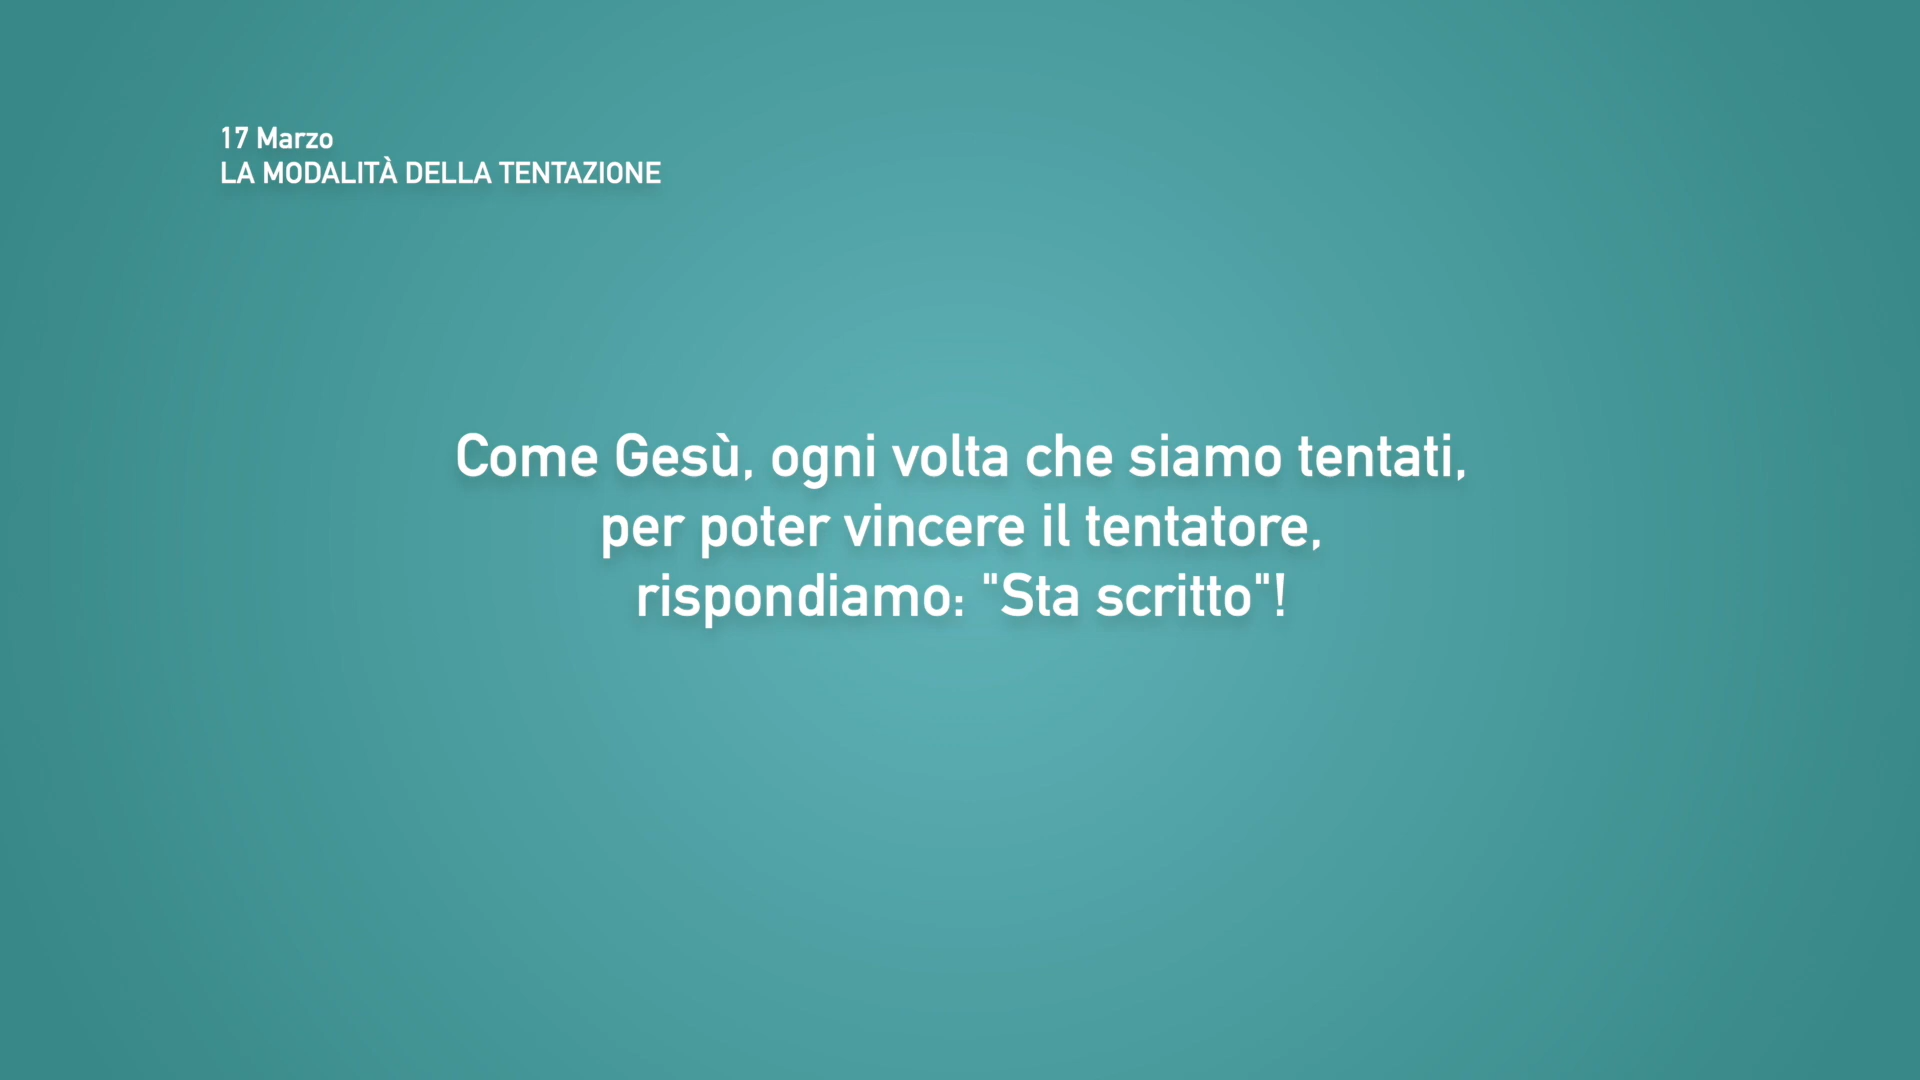 17 Marzo
LA MODALITÀ DELLA TENTAZIONE
Come Gesù, ogni volta che siamo tentati,
per poter vincere il tentatore,
rispondiamo: "Sta scritto"!